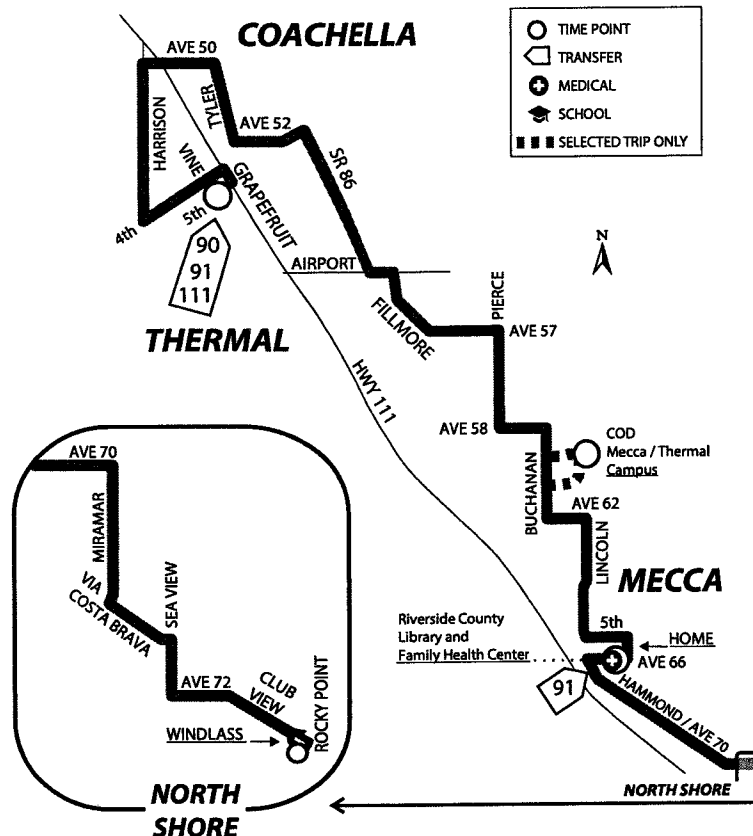 COACHELLA
AVE 50
HARRISON
TYLER
AVE 52
SR 86
VINE
GRAPEFRUIT
5th
4th
90
91
111
THERMAL
AIRPORT
FILLMORE
HWY 111
PIERCE
AVE 57
AVE 58
BUCHANAN
COD
Mecca / Thermal
Campus
AVE 62
LINCOLN
MECCA
5th
HOME
AVE 66
Riverside County
Library and
Family Health Center
91
HAMMOND / AVE 70
NORTH SHORE
TIME POINT
TRANSFER
MEDICAL
SCHOOL
SELECTED TRIP ONLY
N
AVE 70
MIRAMAR
VIA
COSTA BRAVA
SEA VIEW
AVE 72
CLUB
VIEW
ROCKY POINT
WINDLASS
NORTH
SHORE